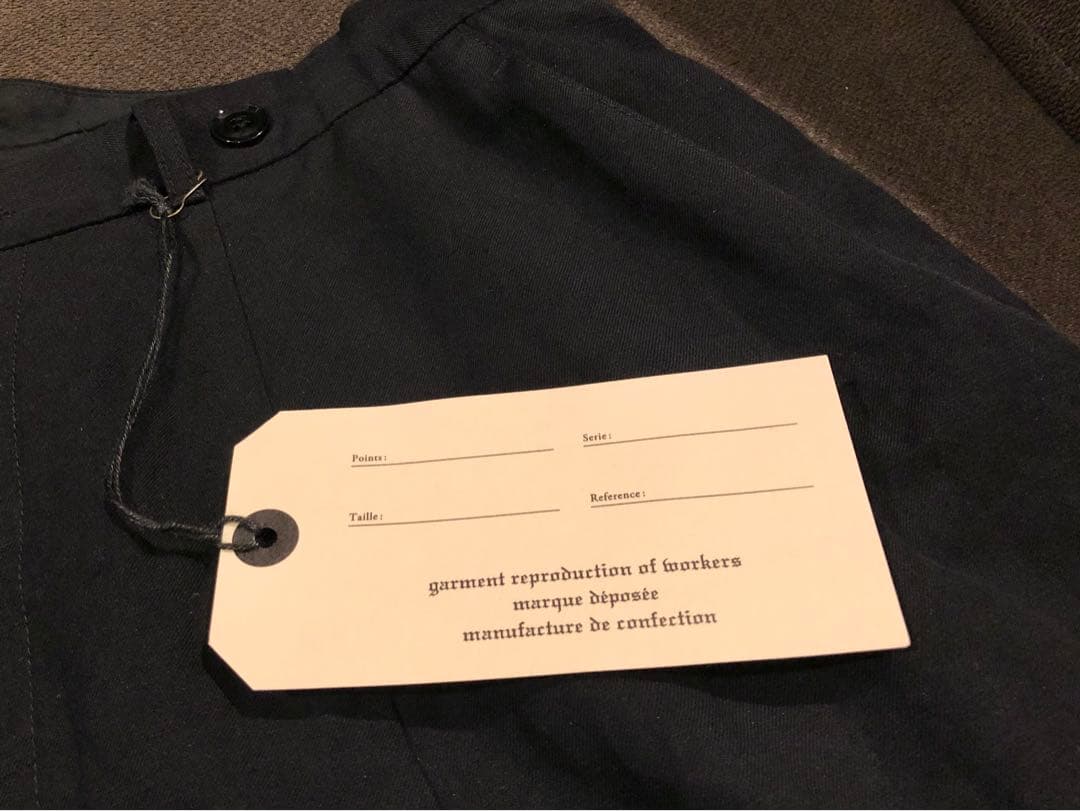 Points:
Serie:
Taille:
Reference:
garment reproduction of workers
marque déposée
manufacture de confection